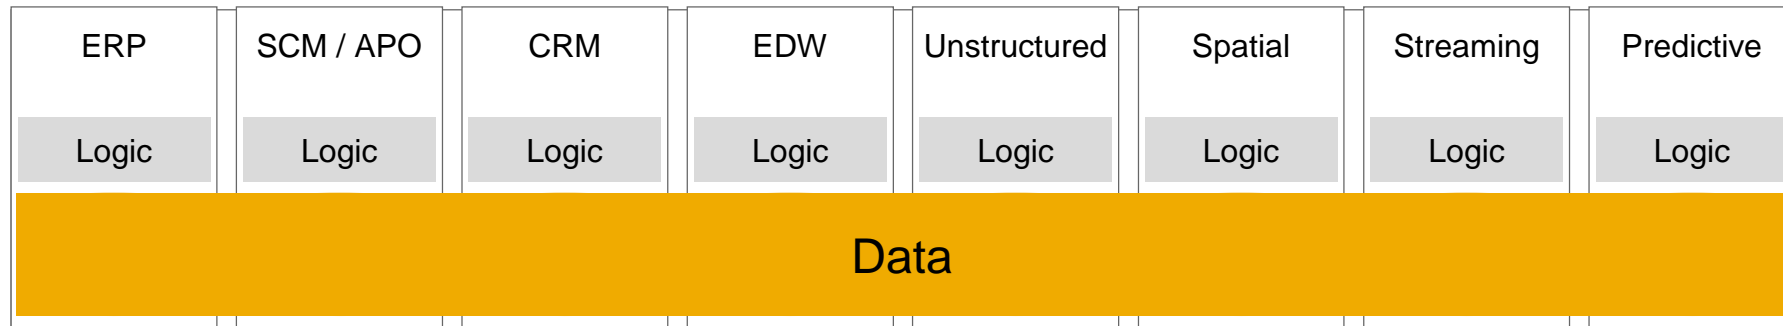 ERP SCM / APO CRM EDW Unstructured Spatial Streaming Predictive
Logic Logic Logic Logic Logic Logic Logic Logic
Data